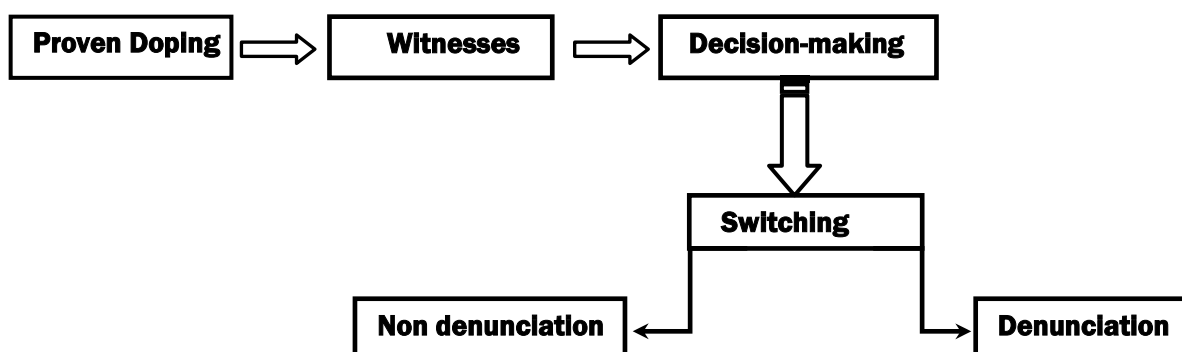 Proven Doping
Witnesses
Decision-making
Switching
Non denunciation
Denunciation